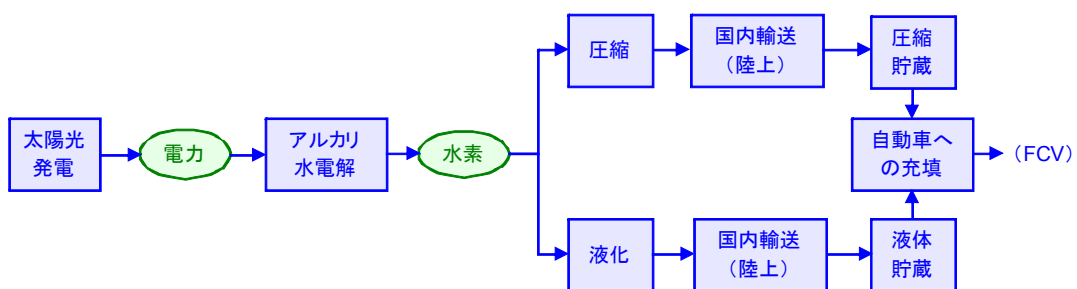 太陽光
発電
電力
アルカリ
水電解
水素
圧縮
国内輸送
（陸上）
圧縮
貯蔵
液化
国内輸送
（陸上）
液体
貯蔵
自動車へ
の充填
（FCV）